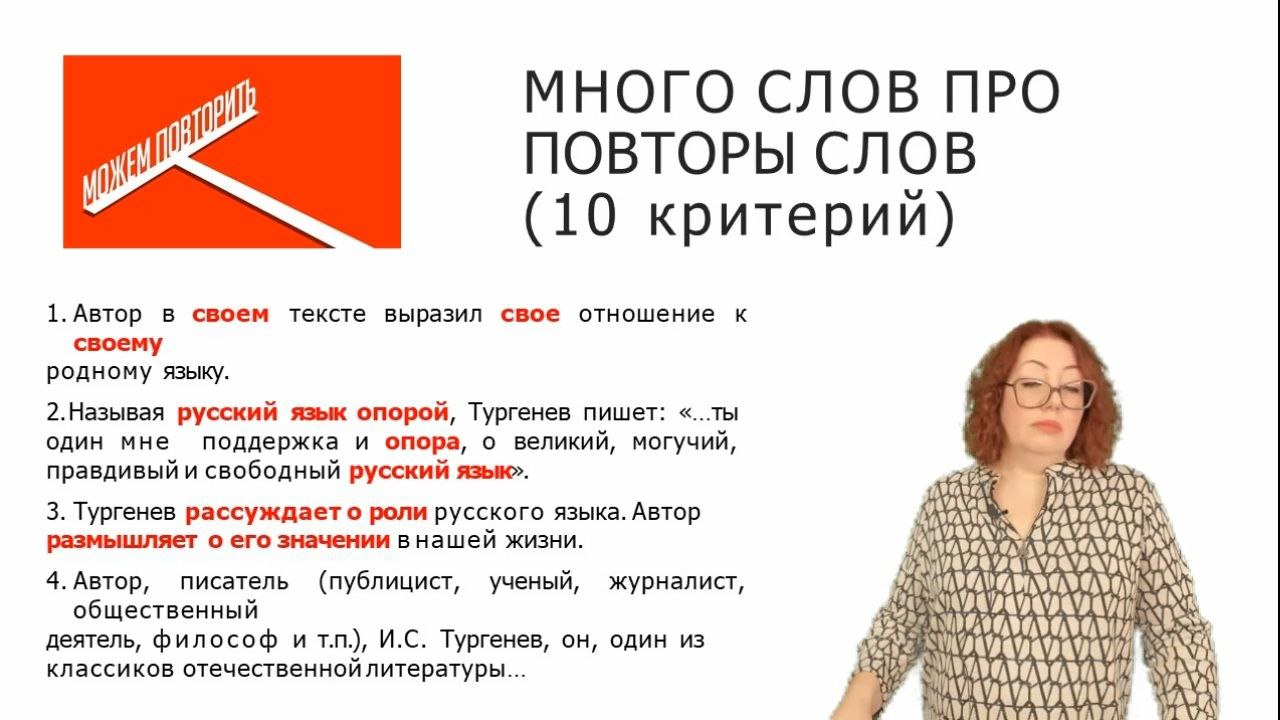 МОЖЕМ ПОВТОРИТЬ
МНОГО СЛОВ ПРО
ПОВТОРЫ СЛОВ
(10 критерий)
1. Автор в своем тексте выразил свое отношение к
своему
родному языку.
2.Называя русский язык опорой, Тургенев пишет: «…ты
один мне поддержка и опора, о великий, могучий,
правдивый и свободный русский язык».
3. Тургенев рассуждает о роли русского языка. Автор
размышляет о его значении в нашей жизни.
4. Автор, писатель (публицист, ученый, журналист,
общественный
деятель, философ и т.п.), И.С. Тургенев, он, один из
классиков отечественной литературы…